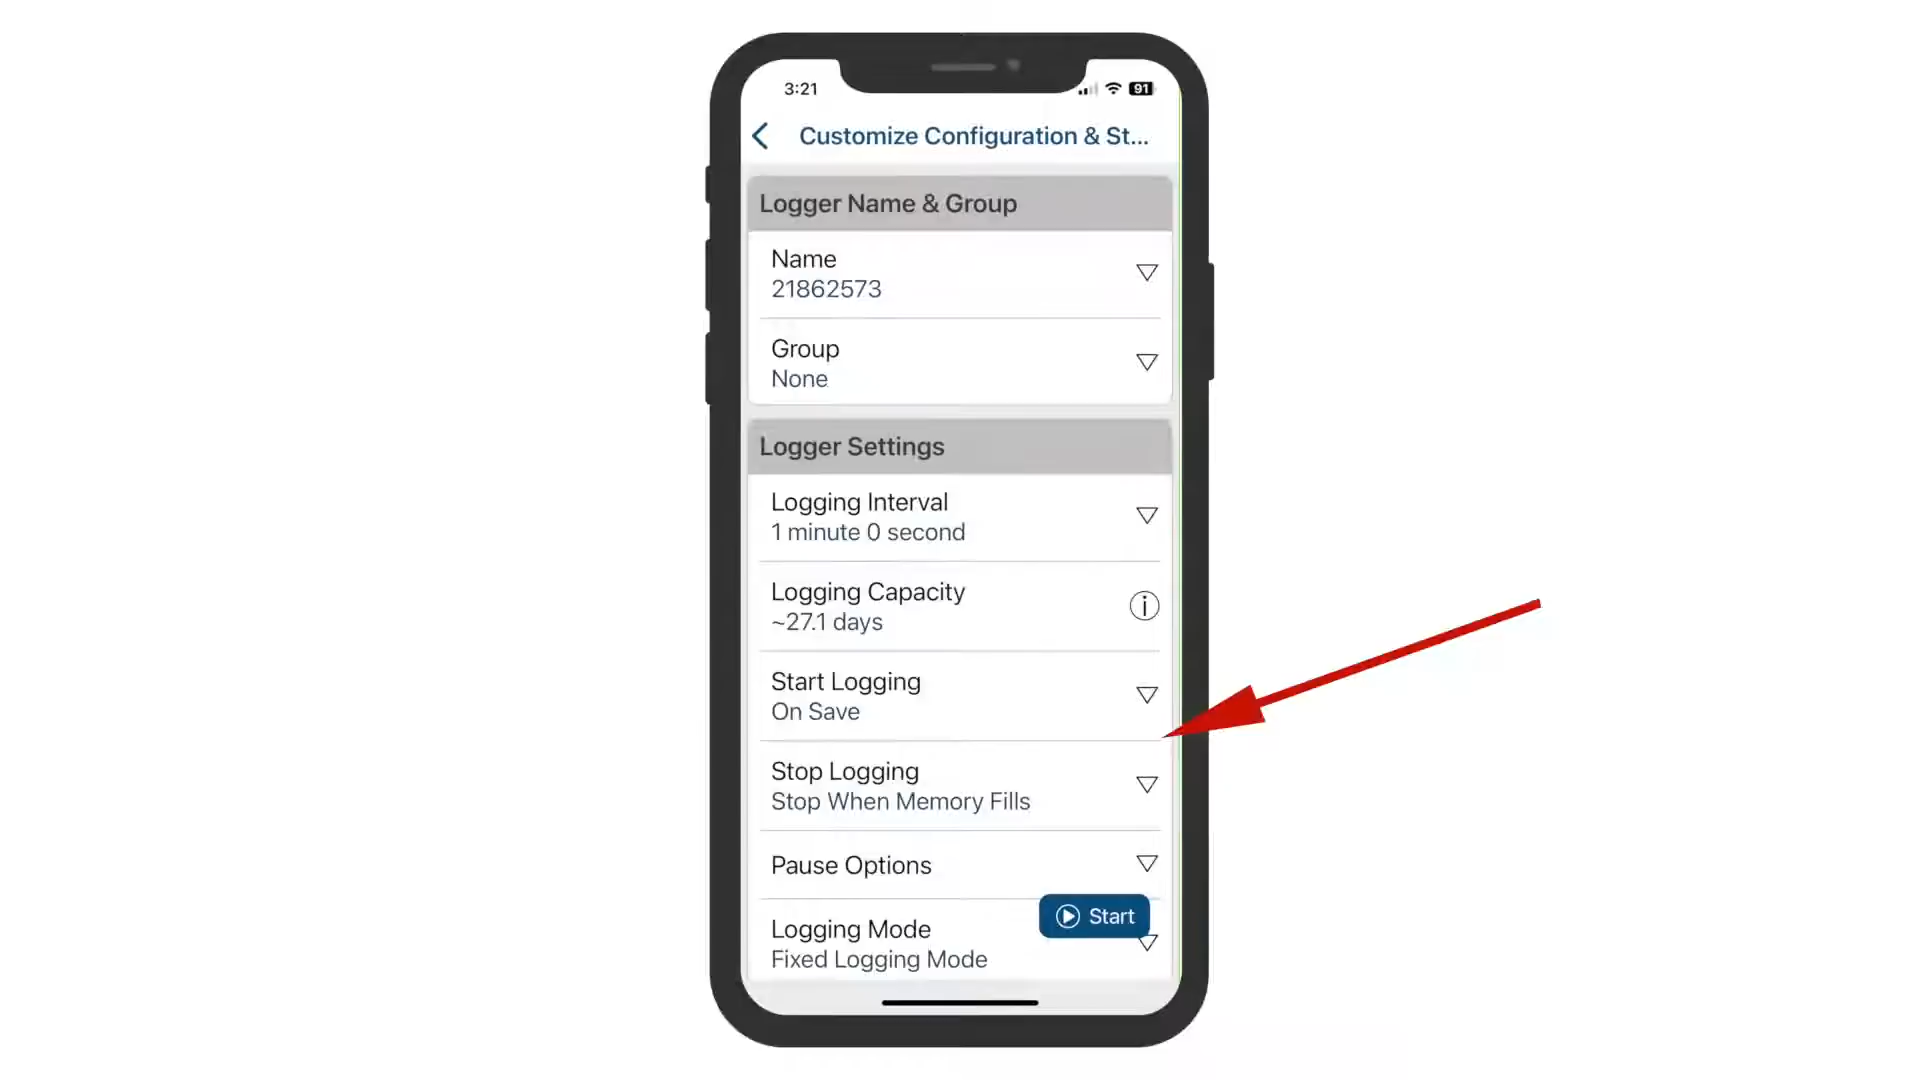 3:21
91
Customize Configuration & St...
Logger Name & Group
Name
21862573
Group
None
Logger Settings
Logging Interval
1 minute 0 second
Logging Capacity
~27.1 days
Start Logging
On Save
Stop Logging
Stop When Memory Fills
Pause Options
Start
Logging Mode
Fixed Logging Mode